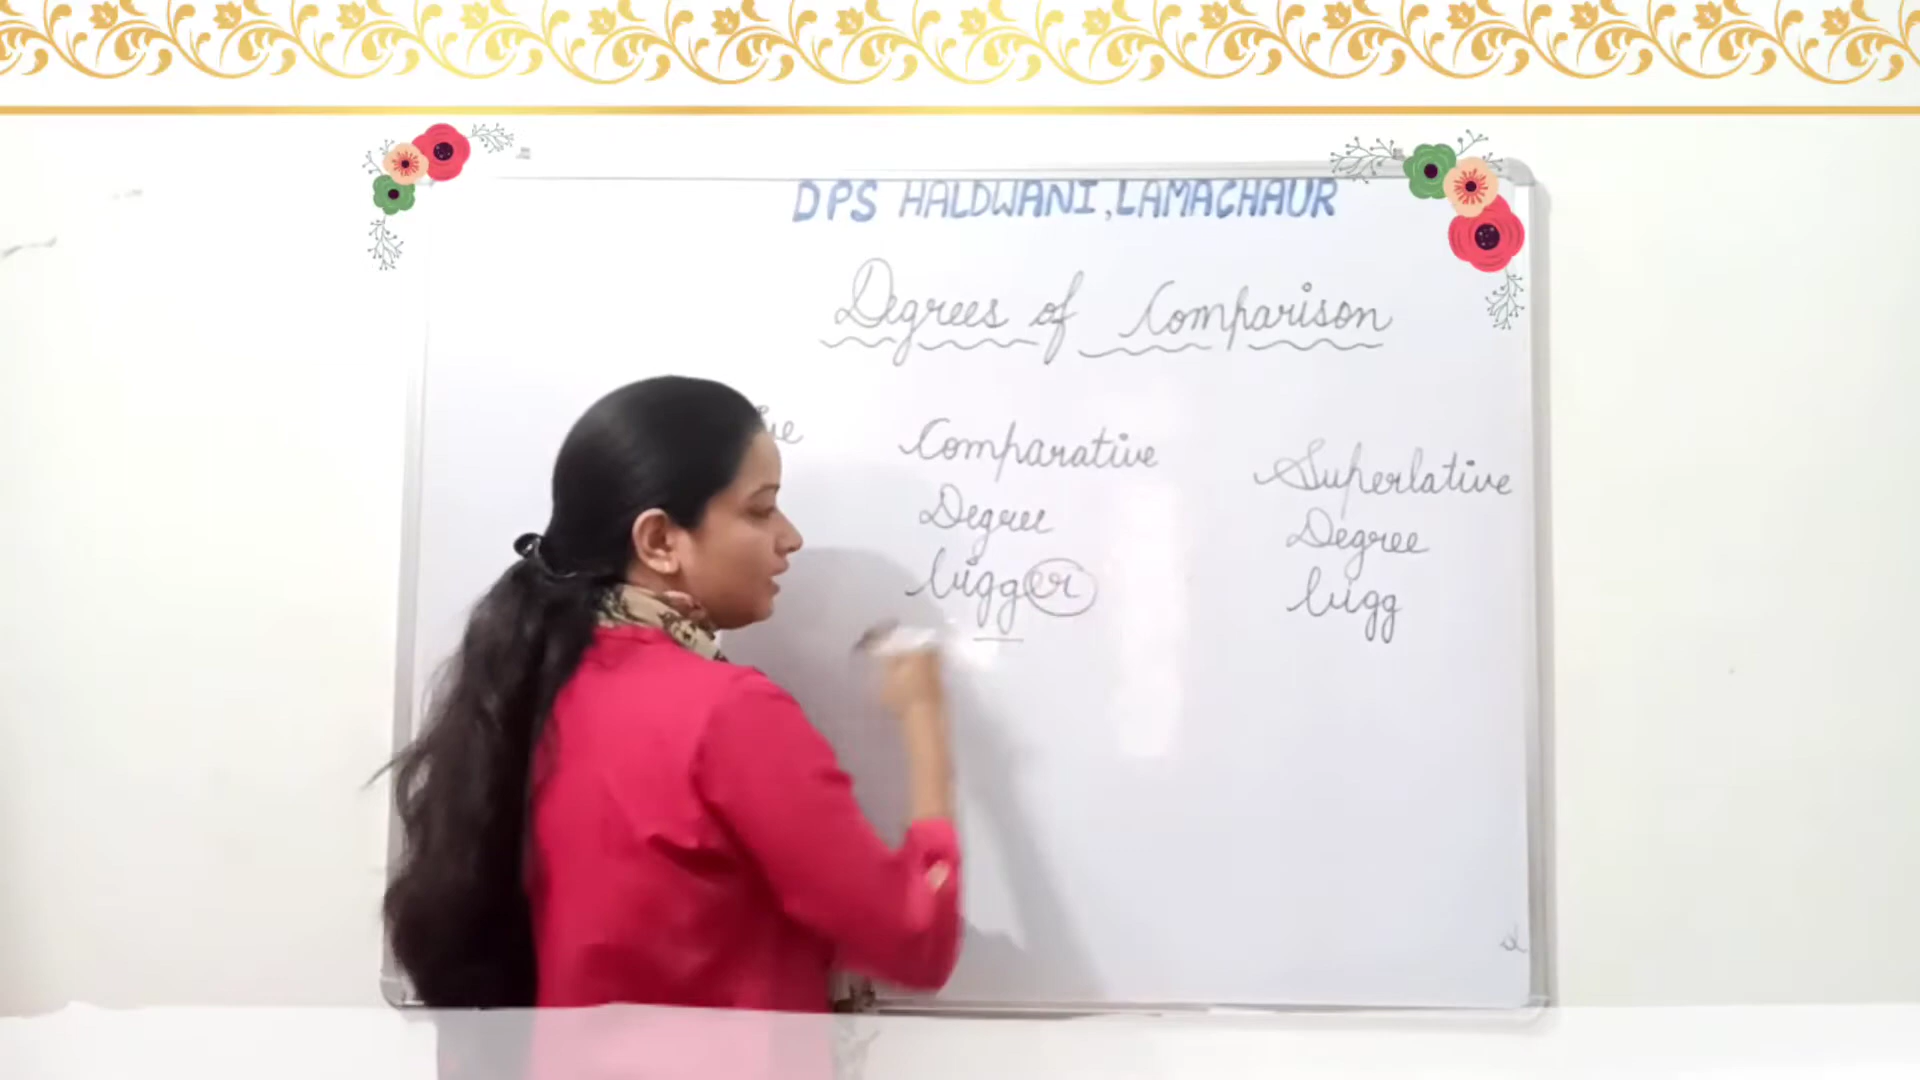 DPS HALDWANI, LAMACHAUR
Degrees of Comparison
Comparative
Degree
bigger
Superlative
Degree
bigg